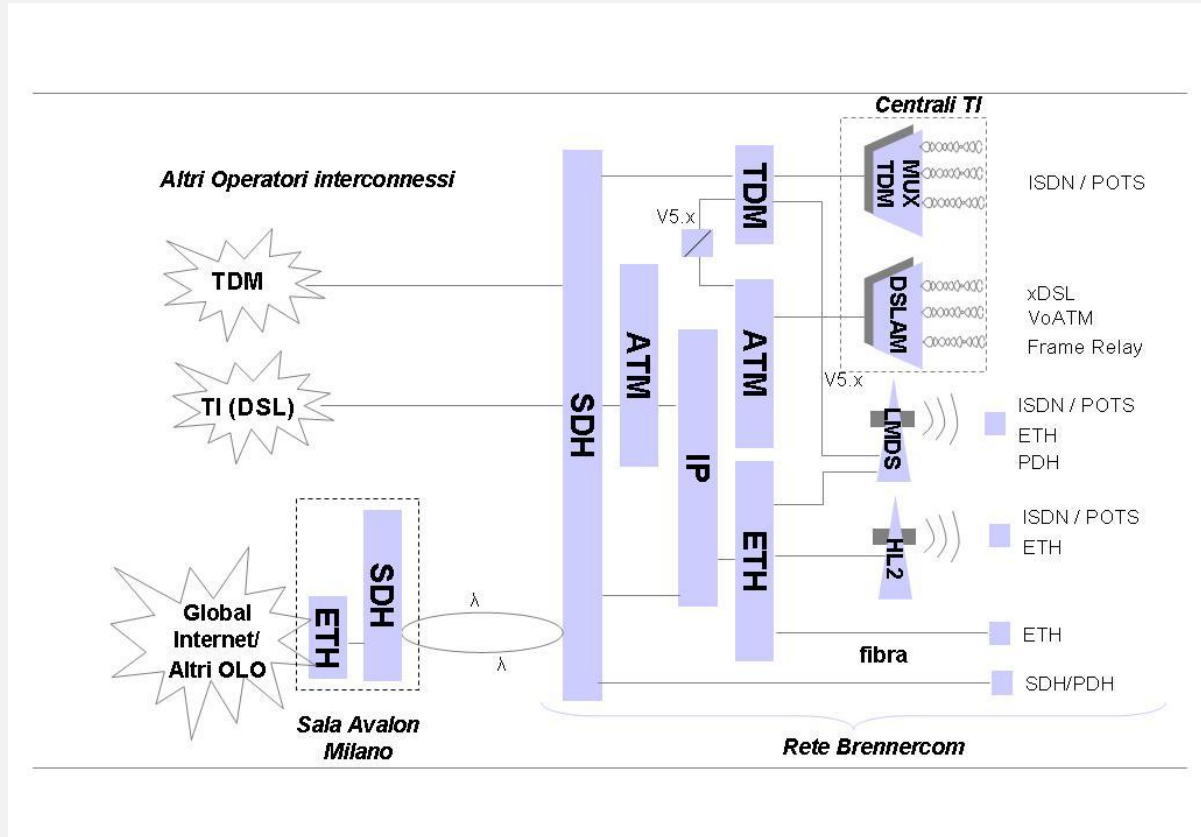 Centrali TI
Altri Operatori interconnessi
TDM
MUX
TDM
ISDN / POTS
V5.x
TDM
SDH
ATM
ATM
DSLAM
xDSL
VoATM
Frame Relay
V5.x
TI (DSL)
IP
LMDS
ISDN / POTS
ETH
PDH
ETH
HL2
ISDN / POTS
ETH
SDH
ETH
Global
Internet/
Altri OLO
λ
λ
fibra
ETH
SDH/PDH
Sala Avalon
Milano
Rete Brennercom